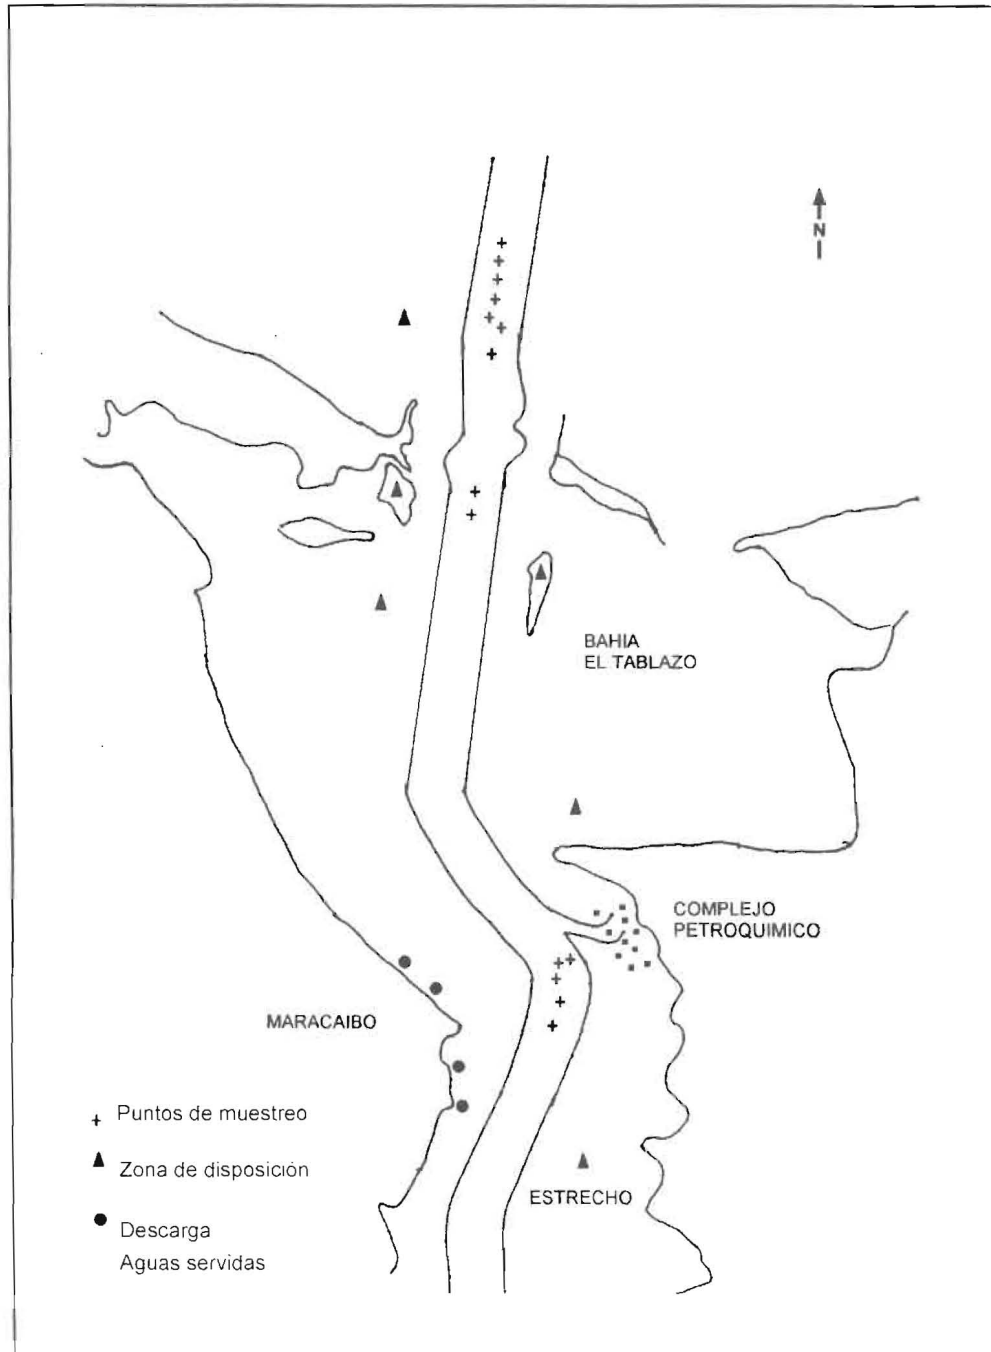 N
BAHIA
EL TABLAZO
COMPLEJO
PETROQUIMICO
MARACAIBO
Puntos de muestreo
Zona de disposición
ESTRECHO
Descarga
Aguas servidas